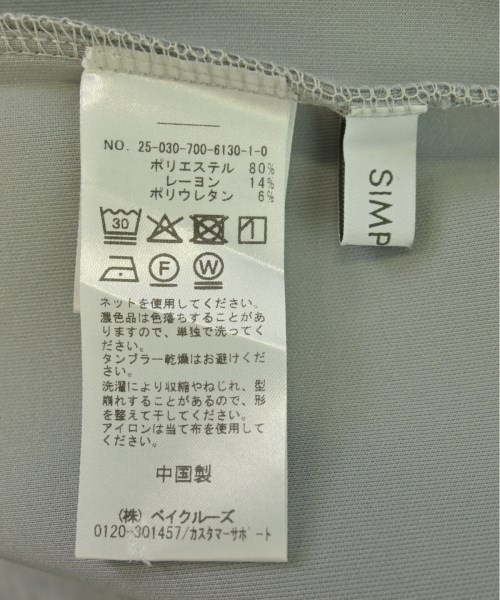 NO. 25-030-700-6130-1-0
ポリエステル 80%
レーヨン 14%
ポリウレタン 6%
30
F W
ネットを使用してください。
濃色品は色落ちすることがあ
りますので、単独で洗ってく
ださい。
タンブラー乾燥はお避けくだ
さい。
洗濯により収縮やねじれ、型
崩れすることがあるので、形
を整えて干してください。
アイロンは当て布を使用して
ください。
中国製
(株) ベイクルーズ
0120-301457/カスタマーサポート
SIMP